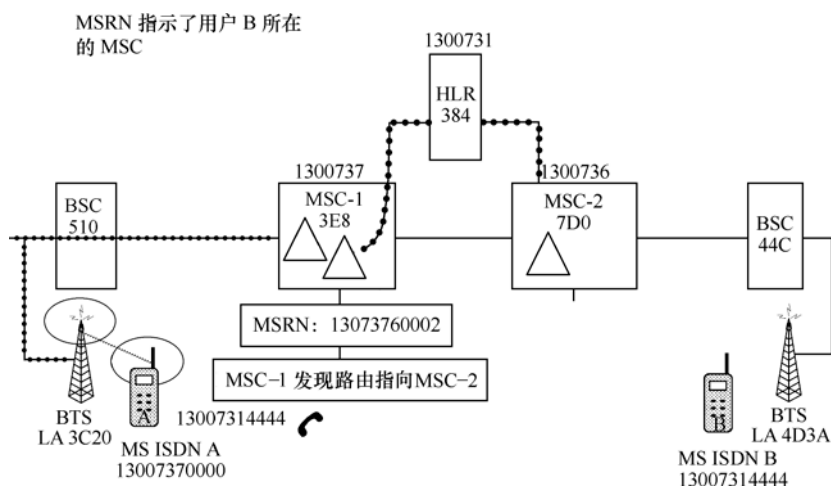 MSRN 指示了用户 B 所在
的 MSC
1300731
HLR
384
1300737
1300736
BSC
510
MSC-1
3E8
MSC-2
7D0
BSC
44C
MSRN：13073760002
MSC-1 发现路由指向MSC-2
A
13007314444
B
BTS
LA 3C20
MS ISDN A
13007370000
BTS
LA 4D3A
MS ISDN B
13007314444